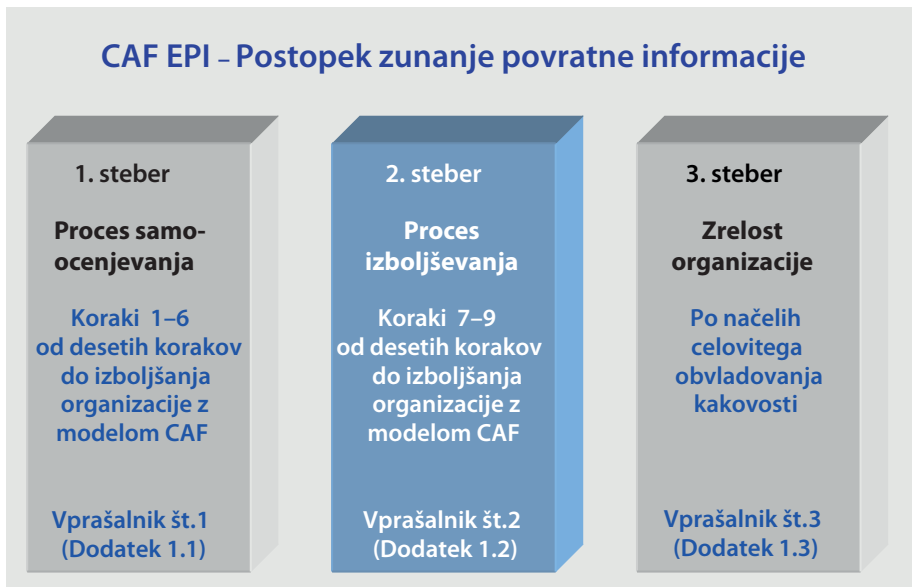 CAF EPI – Postopek zunanje povratne informacije
1. steber
Proces samo-
ocenjevanja
Koraki 1–6
od desetih korakov
do izboljšanja
organizacije z
modelom CAF
Vprašalnik št.1
(Dodatek 1.1)
2. steber
Proces
izboljševanja
Koraki 7–9
od desetih korakov
do izboljšanja
organizacije z
modelom CAF
Vprašalnik št.2
(Dodatek 1.2)
3. steber
Zrelost
organizacije
Po načelih
celovitega
obvladovanja
kakovosti
Vprašalnik št.3
(Dodatek 1.3)